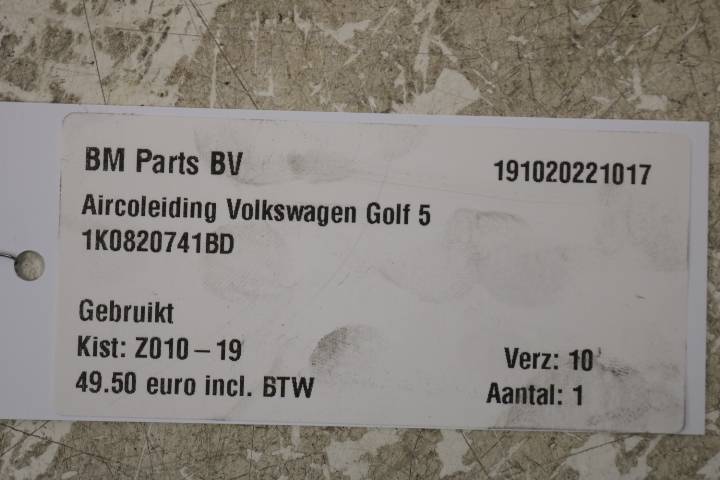 BM Parts BV 191020221017
Aircoleiding Volkswagen Golf 5
1K0820741BD
Gebruikt
Kist: Z010-19 Verz: 10
49.50 euro incl. BTW Aantal: 1